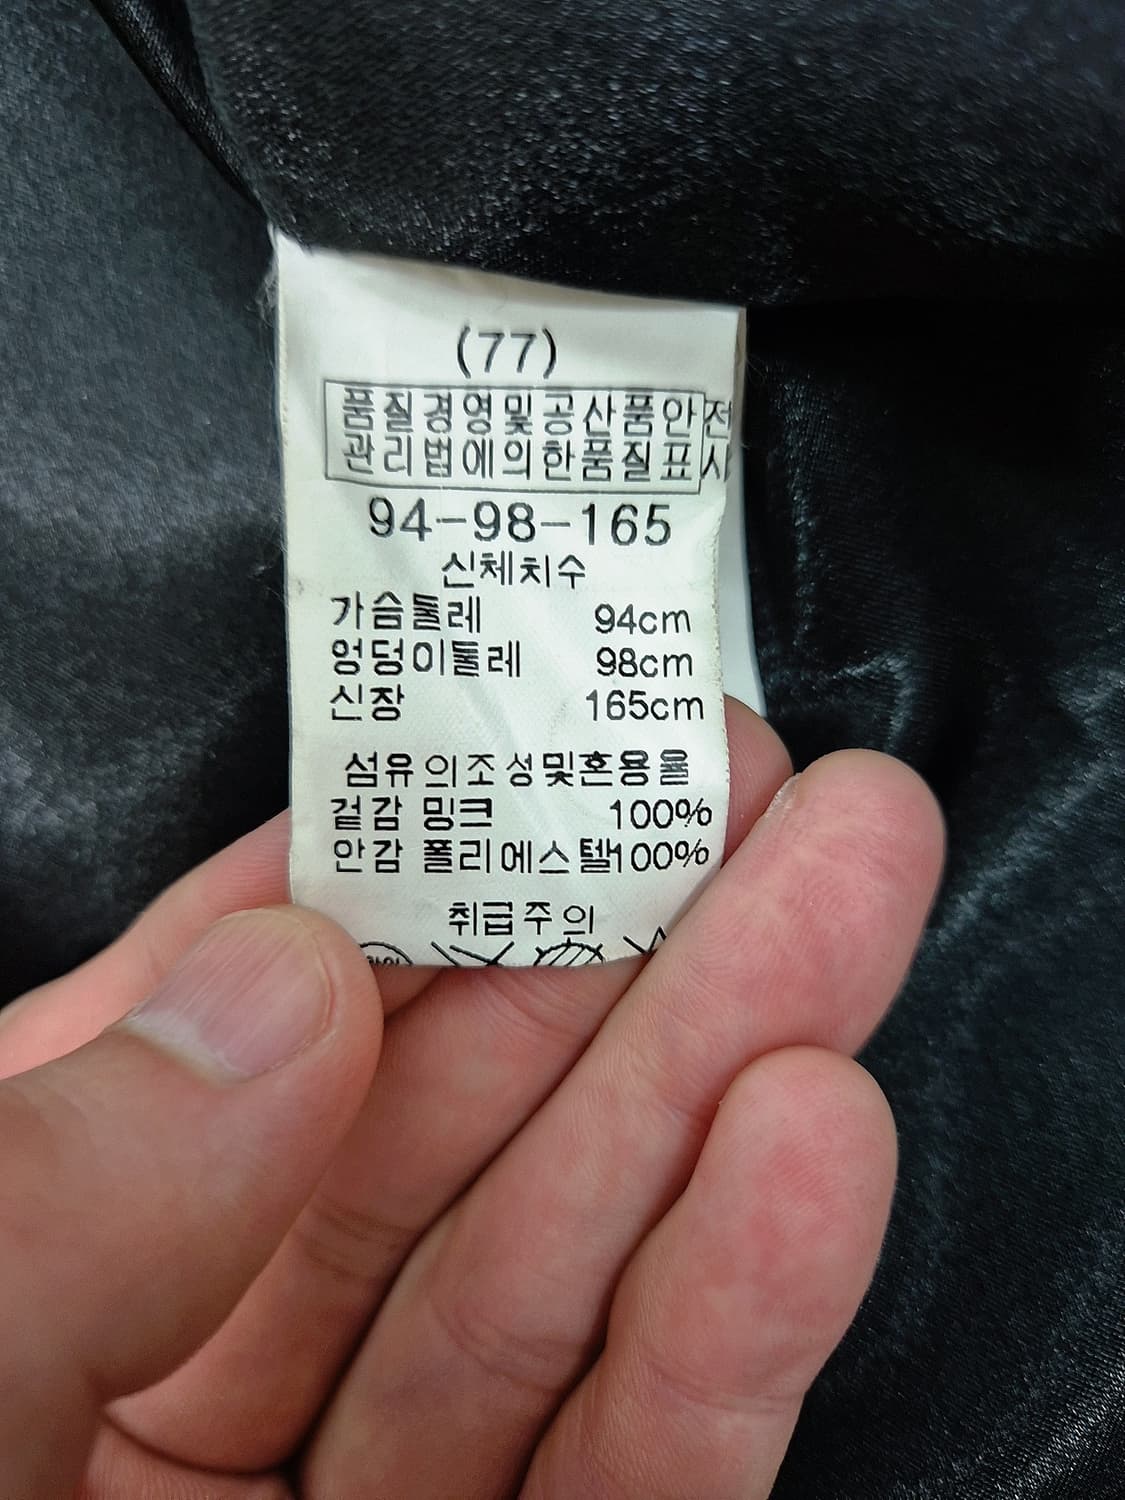 (77)
품질경영및공산품안전
관리법에의한품질표시
94-98-165
신체치수
가슴둘레 94cm
엉덩이둘레 98cm
신장 165cm
섬유의조성및혼용율
겉감 밍크 100%
안감 폴리에스텔100%
취급주의